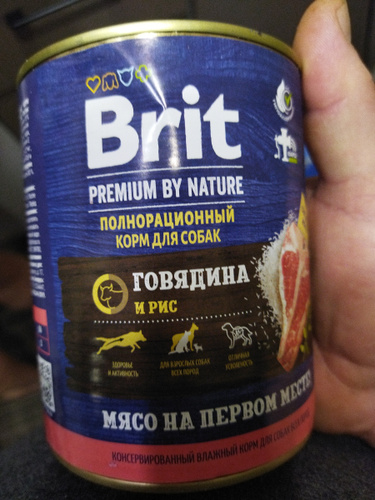 Brit
PREMIUM BY NATURE
ПОЛНОРАЦИОННЫЙ
КОРМ ДЛЯ СОБАК
ГОВЯДИНА
И РИС
ЗДОРОВЬЕ
И АКТИВНОСТЬ
ДЛЯ ВЗРОСЛЫХ СОБАК
ВСЕХ ПОРОД
ОТЛИЧНАЯ
УСВОЯЕМОСТЬ
МЯСО НА ПЕРВОМ МЕСТЕ
КОНСЕРВИРОВАННЫЙ ВЛАЖНЫЙ КОРМ ДЛЯ СОБАК ВСЕХ